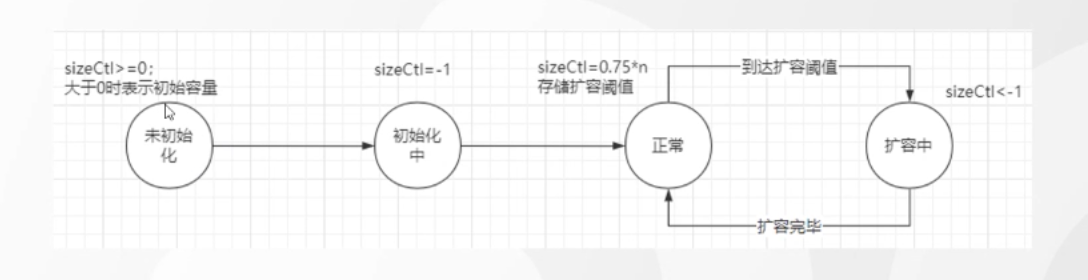 sizeCtl>=0;
大于0时表示初始容量
未初始
化
sizeCtl=-1
初始化
中
sizeCtl=0.75*n
存储扩容阈值
正常
到达扩容阈值
sizeCtl<-1
扩容中
扩容完毕